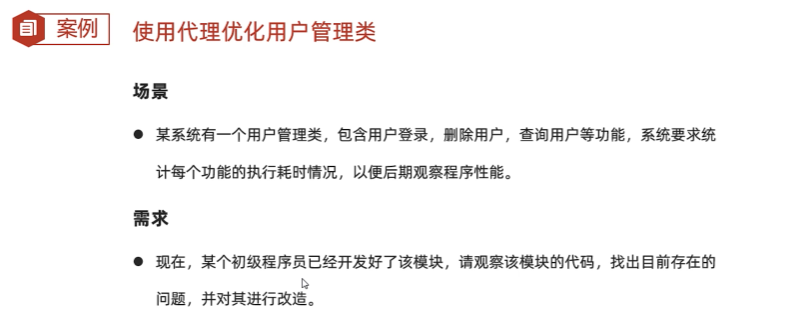 案例 使用代理优化用户管理类
场景
● 某系统有一个用户管理类，包含用户登录，删除用户，查询用户等功能，系统要求统
计每个功能的执行耗时情况，以便后期观察程序性能。
需求
● 现在，某个初级程序员已经开发好了该模块，请观察该模块的代码，找出目前存在的
问题，并对其进行改造。